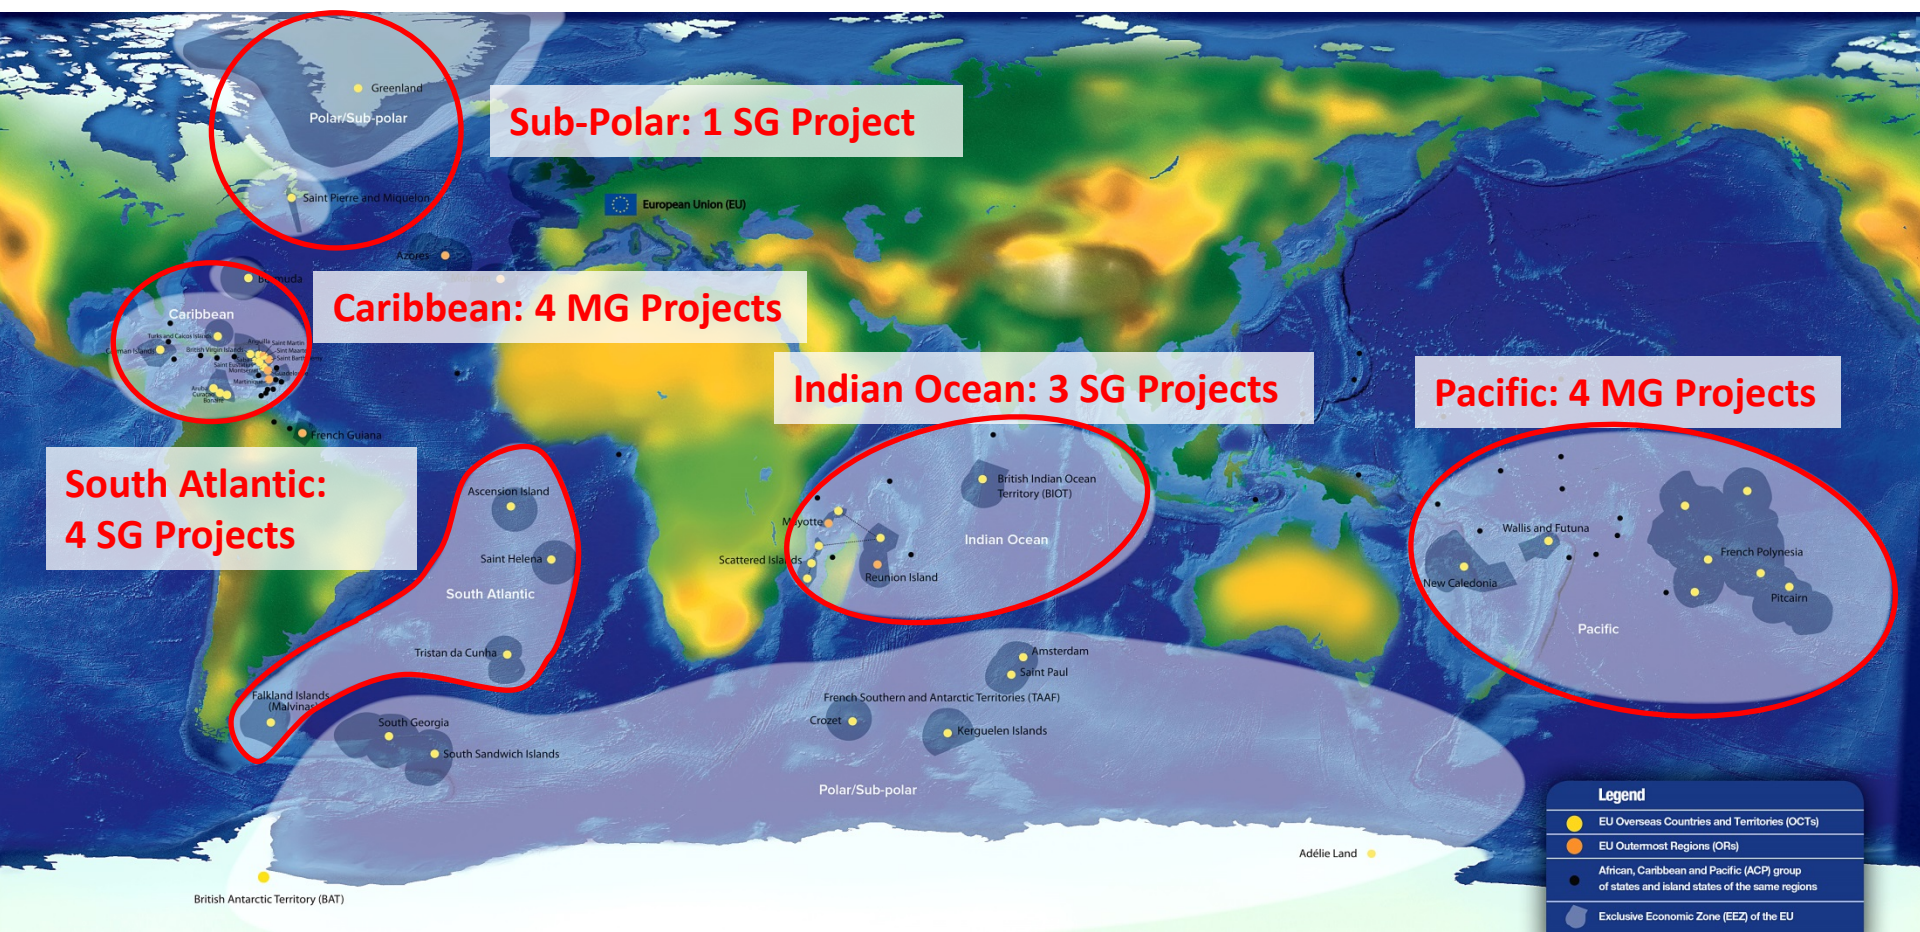 Greenland
Polar/Sub-polar
Sub-Polar: 1 SG Project
Saint Pierre and Miquelon
European Union (EU)
Azores
Bermuda
Caribbean: 4 MG Projects
Caribbean
Turks and Caicos Islands
Cayman Islands
British Virgin Islands
Anguilla
Saint Martin
Sint Maarten
Saint Barthélemy
Saint Eustatius
Montserrat
Guadeloupe
Martinique
Aruba
Curaçao
Bonaire
Indian Ocean: 3 SG Projects
Pacific: 4 MG Projects
French Guiana
South Atlantic:
4 SG Projects
Ascension Island
Saint Helena
South Atlantic
Tristan da Cunha
Falkland Islands
(Malvinas)
South Georgia
South Sandwich Islands
British Indian Ocean
Territory (BIOT)
Mayotte
Indian Ocean
Scattered Islands
Reunion Island
Wallis and Futuna
New Caledonia
French Polynesia
Pitcairn
Pacific
Amsterdam
Saint Paul
French Southern and Antarctic Territories (TAAF)
Crozet
Kerguelen Islands
Polar/Sub-polar
Adélie Land
British Antarctic Territory (BAT)
Legend
EU Overseas Countries and Territories (OCTs)
EU Outermost Regions (ORs)
African, Caribbean and Pacific (ACP) group
of states and island states of the same regions
Exclusive Economic Zone (EEZ) of the EU